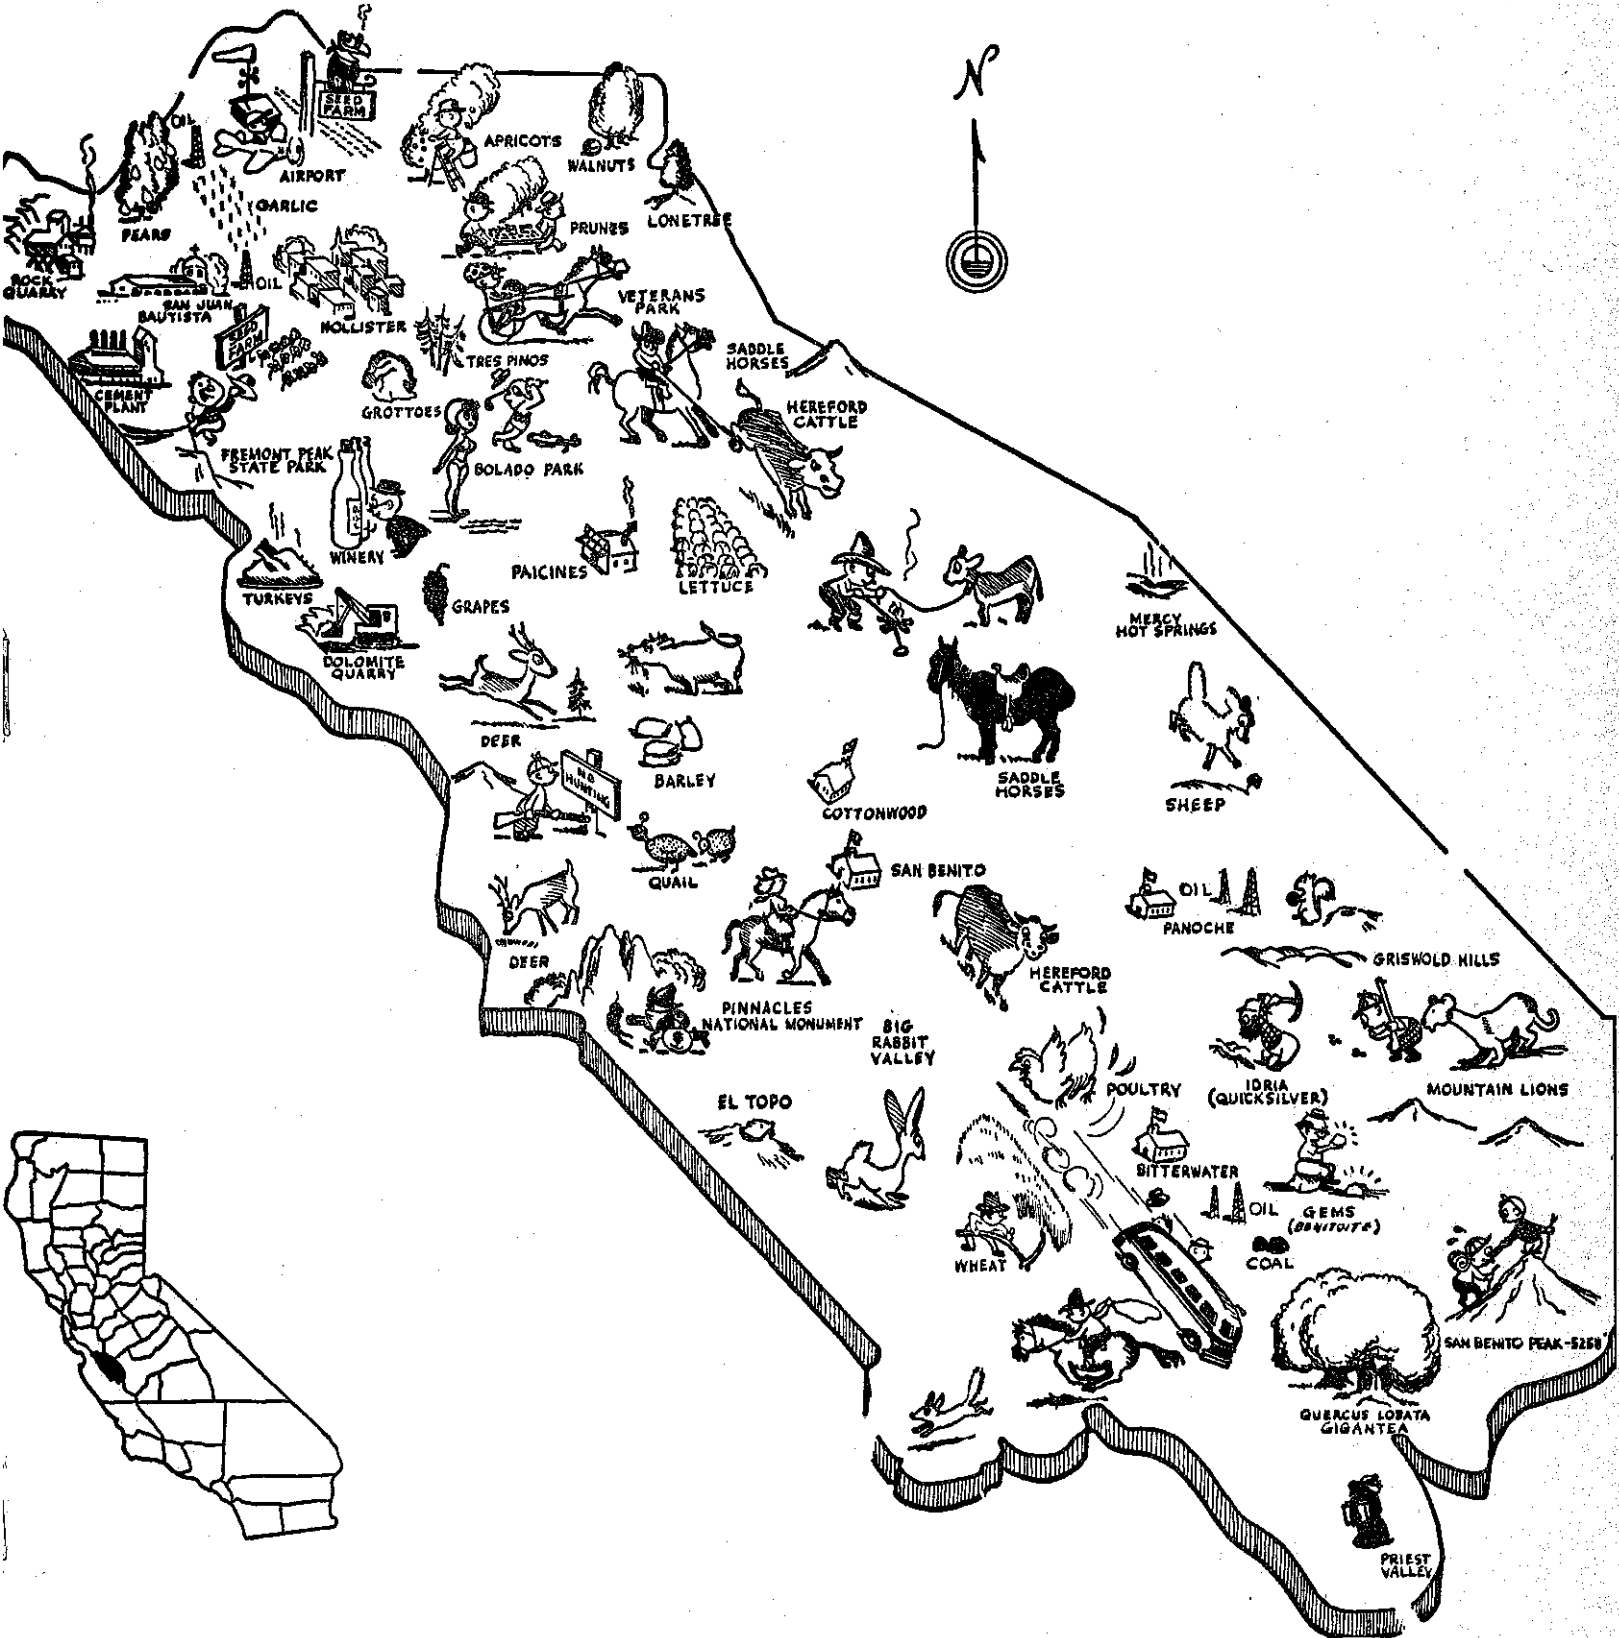 N
SEED
FARM
OIL
APRICOTS
WALNUTS
AIRPORT
GARLIC
PEARS
PRUNES
LONETREE
ROCK
QUARRY
OIL
SAN JUAN
BAUTISTA
HOLLISTER
VETERANS
PARK
SEED
FARM
TRES PINOS
SADDLE
HORSES
CEMENT
PLANT
GROTTOES
HEREFORD
CATTLE
FREMONT PEAK
STATE PARK
BOLADO PARK
WINERY
PAICINES
LETTUCE
TURKEYS
GRAPES
MERCY
HOT SPRINGS
DOLOMITE
QUARRY
DEER
BARLEY
NO
HUNTING
SADDLE
HORSES
SHEEP
COTTONWOOD
QUAIL
SAN BENITO
OIL
PANOCHE
DEER
HEREFORD
CATTLE
GRISWOLD HILLS
PINNACLES
NATIONAL MONUMENT
$
BIG
RABBIT
VALLEY
POULTRY
IDRIA
(QUICKSILVER)
MOUNTAIN LIONS
EL TOPO
BITTERWATER
OIL
GEMS
(BENITOITE)
WHEAT
COAL
SAN BENITO PEAK-5258'
QUERCUS LOBATA
GIGANTEA
PRIEST
VALLEY